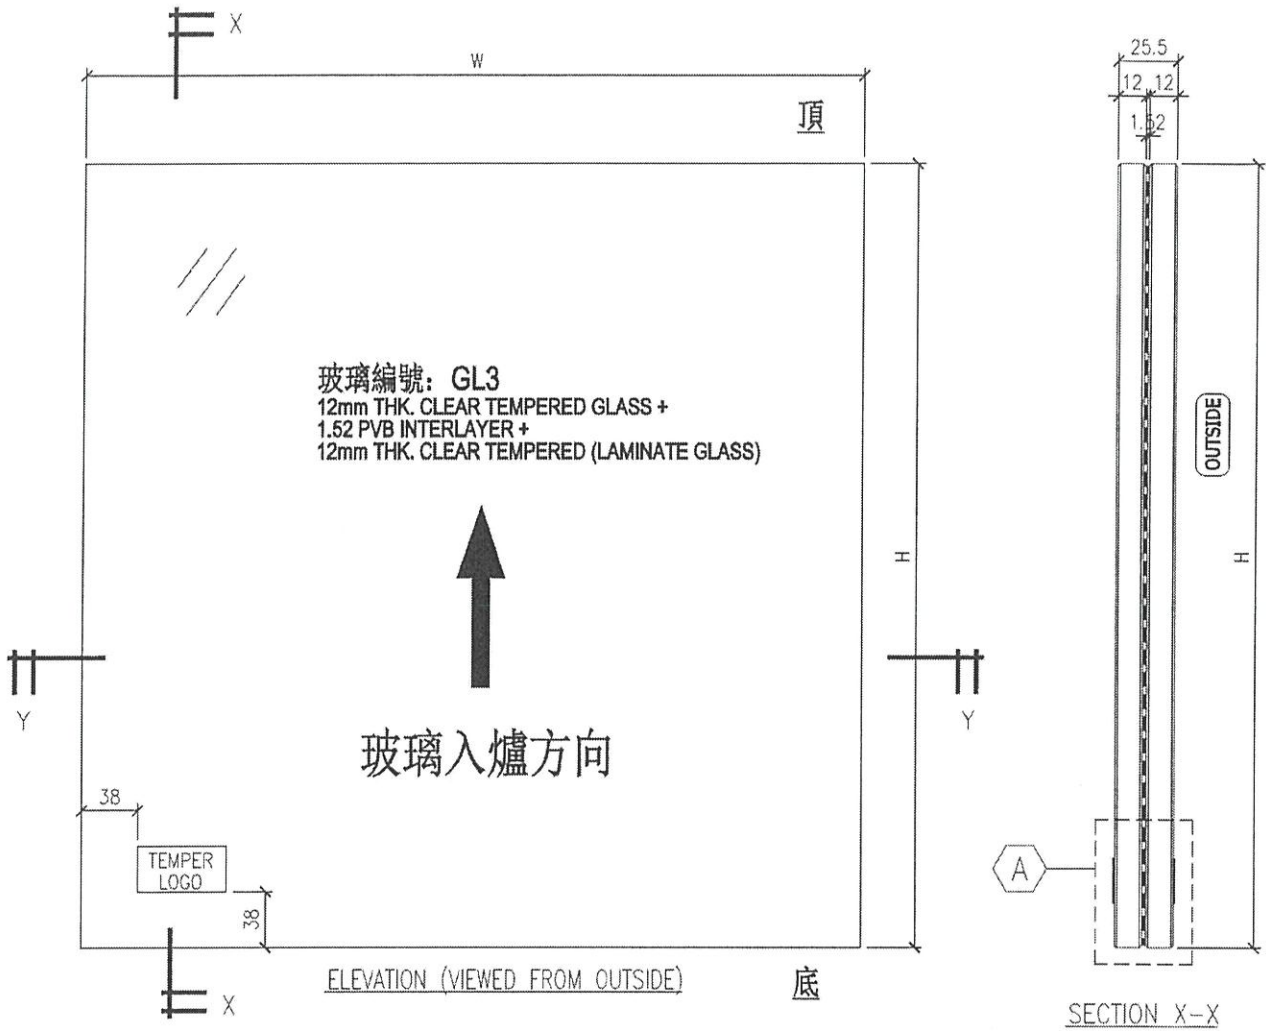 X
W
頂
玻璃編號： GL3
12mm THK. CLEAR TEMPERED GLASS +
1.52 PVB INTERLAYER +
12mm THK. CLEAR TEMPERED (LAMINATE GLASS)
H
Y
Y
玻璃入爐方向
38
TEMPER
LOGO
38
X
ELEVATION (VIEWED FROM OUTSIDE)
底
25.5
12 12
1.52
OUTSIDE
H
A
SECTION X-X